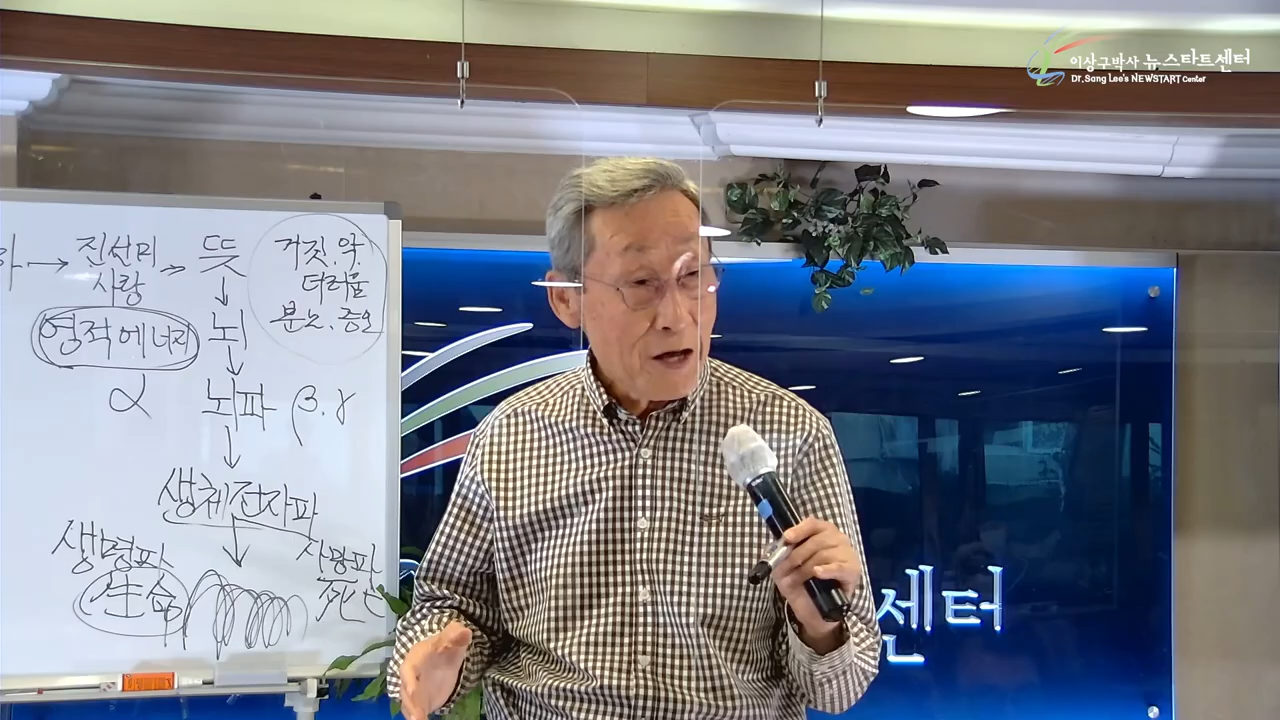 이상구박사 뉴스타트센터
Dr. Sang Lee's NEWSTART Center
→ 진선미 → 뜻
사랑
거짓. 악.
더러움
분노. 증오
영적에너지
↓
뇌
↓
α
뇌파 β. γ
↓
생체전자파
↓
생명파
사망파
生命
死
센터